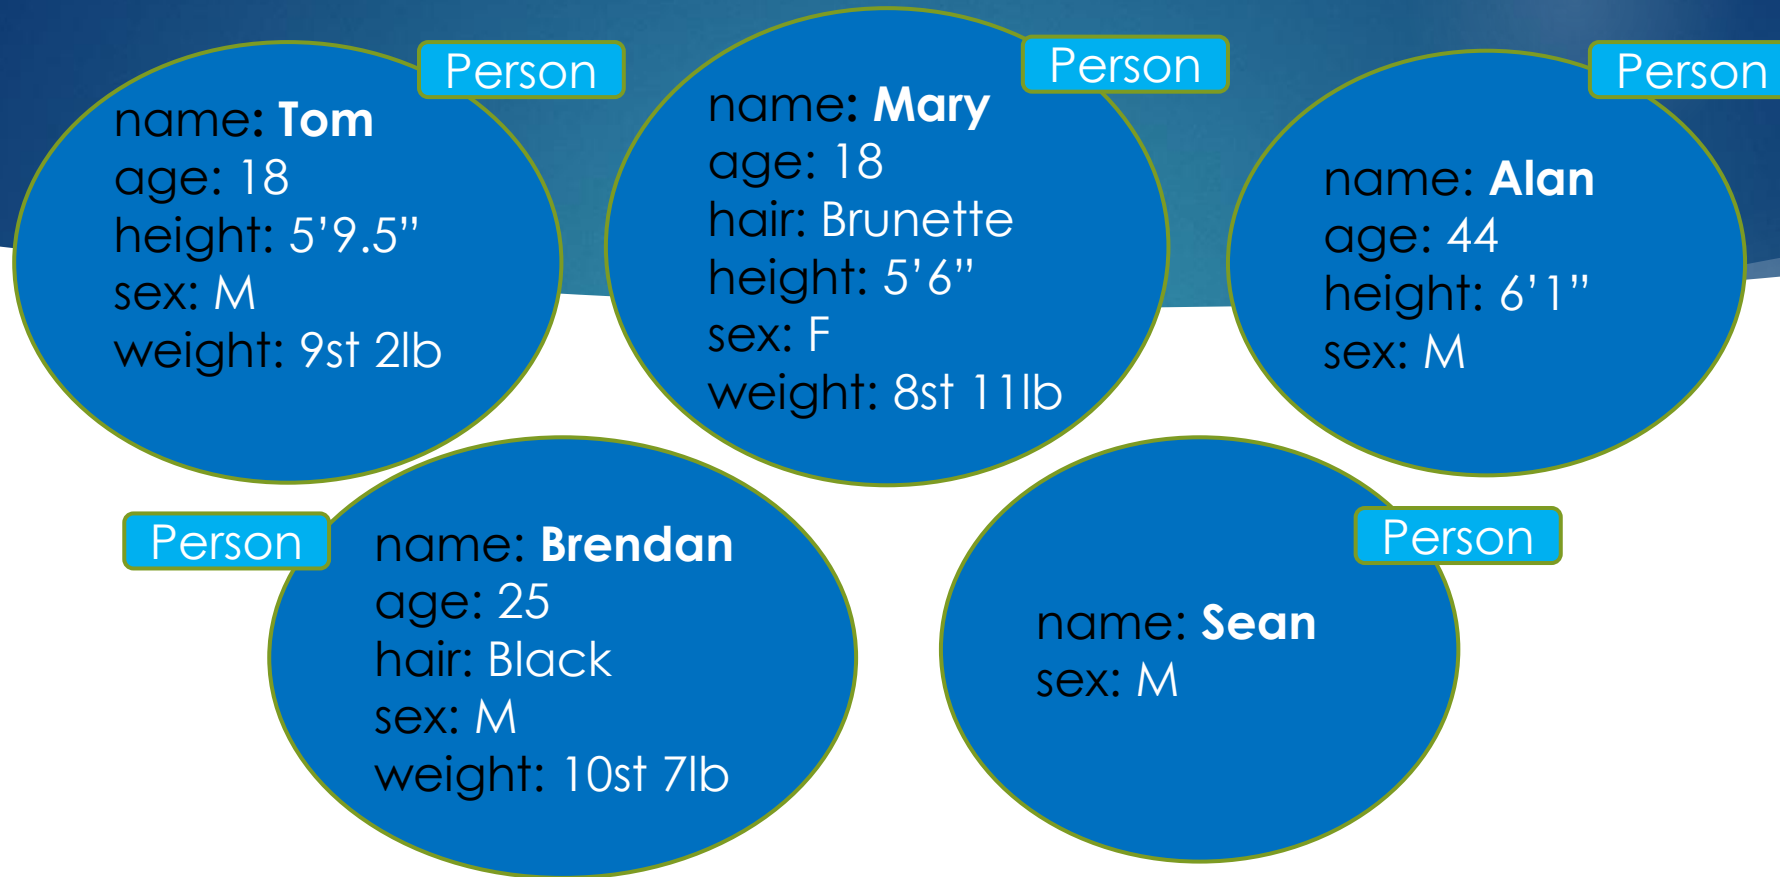 Person
name: Tom
age: 18
height: 5’9.5”
sex: M
weight: 9st 2lb
Person
name: Mary
age: 18
hair: Brunette
height: 5’6”
sex: F
weight: 8st 11lb
Person
name: Alan
age: 44
height: 6’1”
sex: M
Person
name: Brendan
age: 25
hair: Black
sex: M
weight: 10st 7lb
Person
name: Sean
sex: M